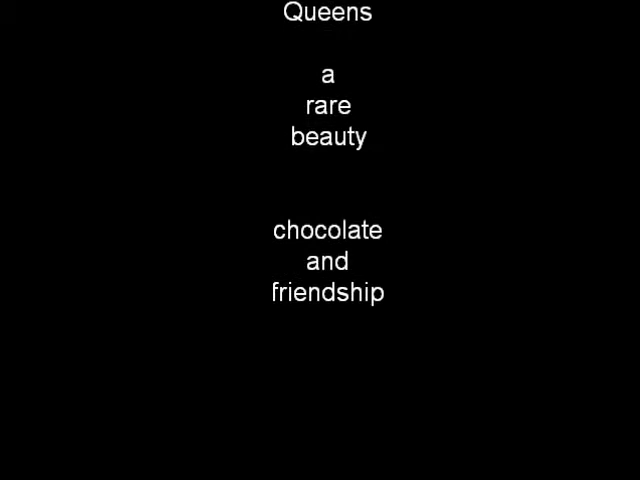 Queens
a
rare
beauty
chocolate
and
friendship